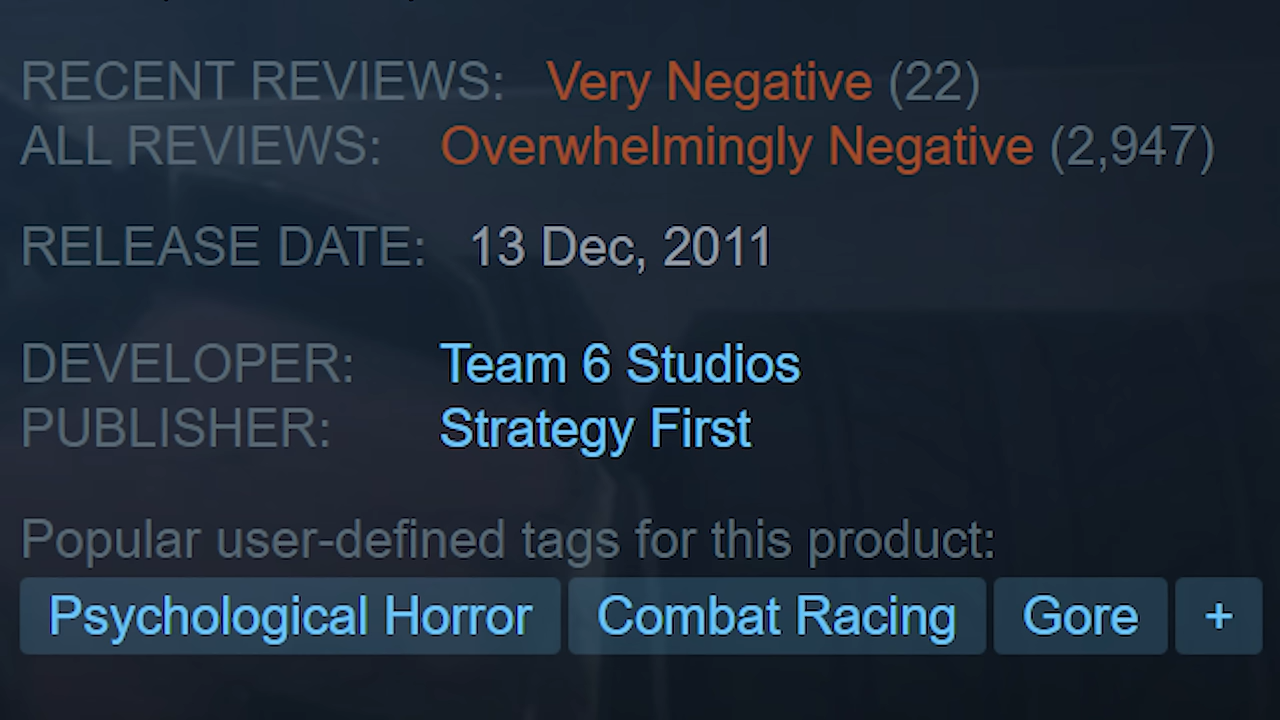 RECENT REVIEWS: Very Negative (22)
ALL REVIEWS: Overwhelmingly Negative (2,947)
RELEASE DATE: 13 Dec, 2011
DEVELOPER: Team 6 Studios
PUBLISHER: Strategy First
Popular user-defined tags for this product:
Psychological Horror Combat Racing Gore +